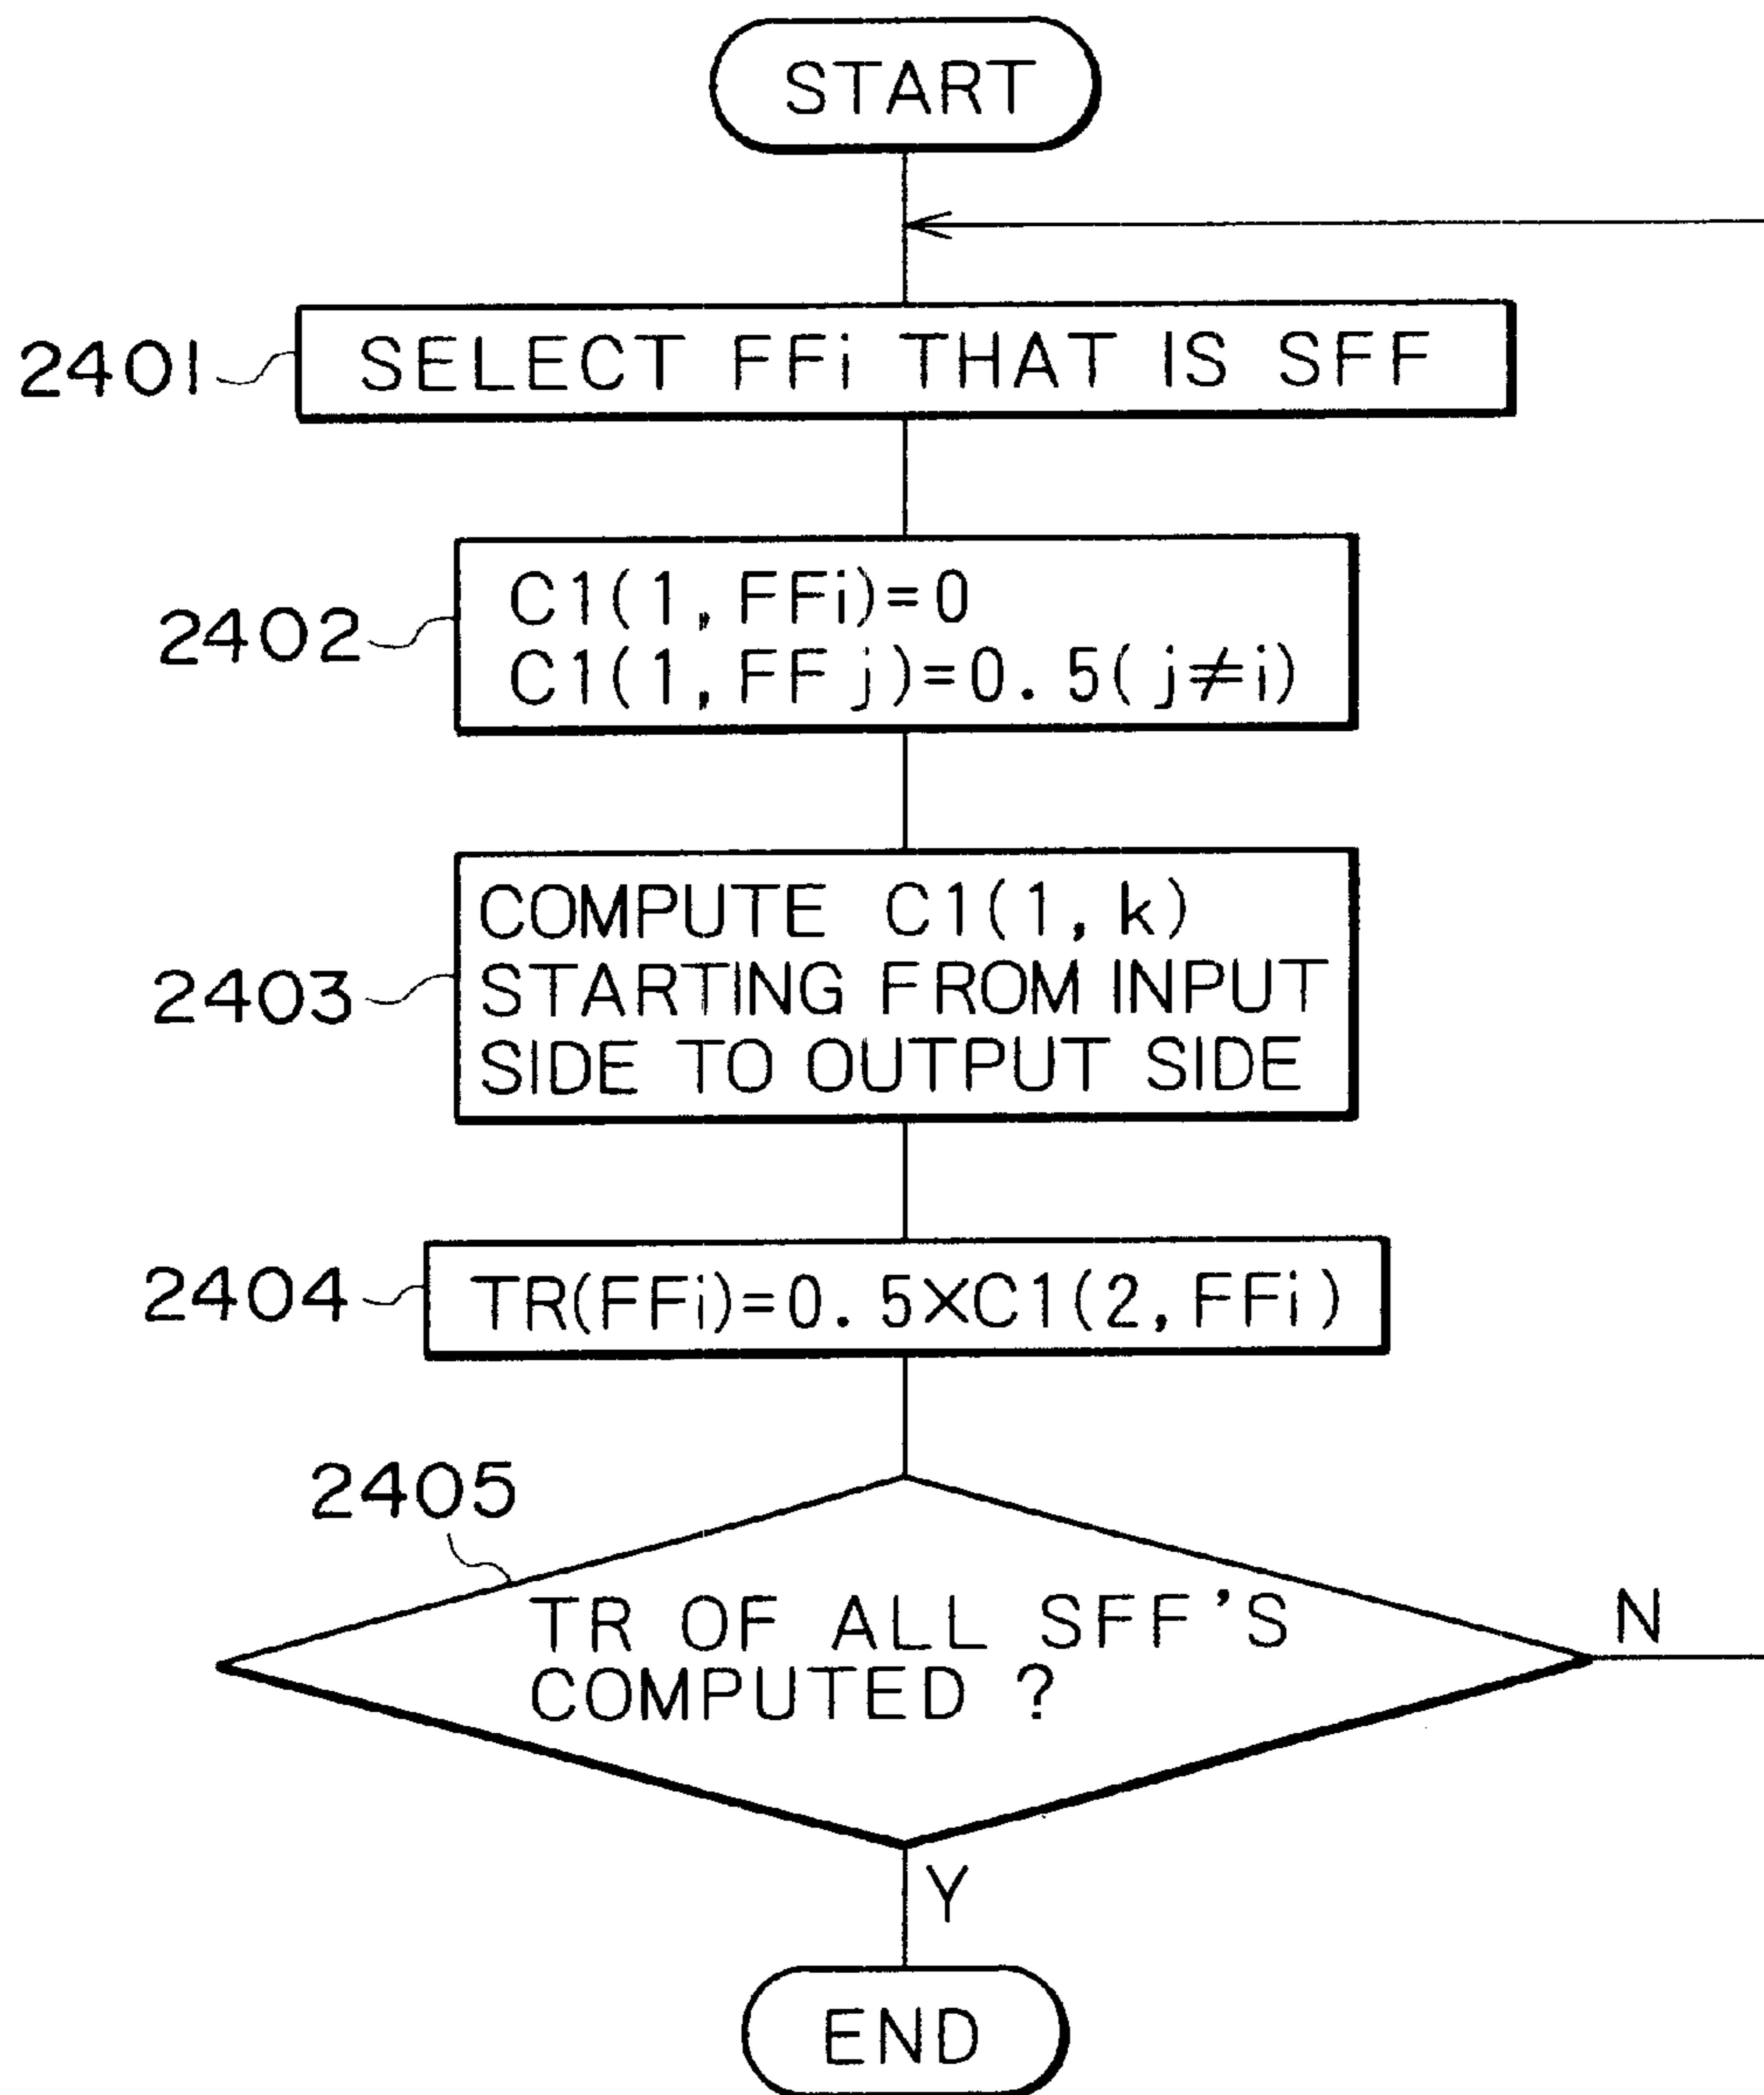 START
2401
SELECT FFi THAT IS SFF
2402
C1(1, FFi)=0
C1(1, FFj)=0.5(j≠i)
2403
COMPUTE C1(1, k)
STARTING FROM INPUT
SIDE TO OUTPUT SIDE
2404
TR(FFi)=0.5×C1(2, FFi)
2405
TR OF ALL SFF'S
COMPUTED ?
N
Y
END